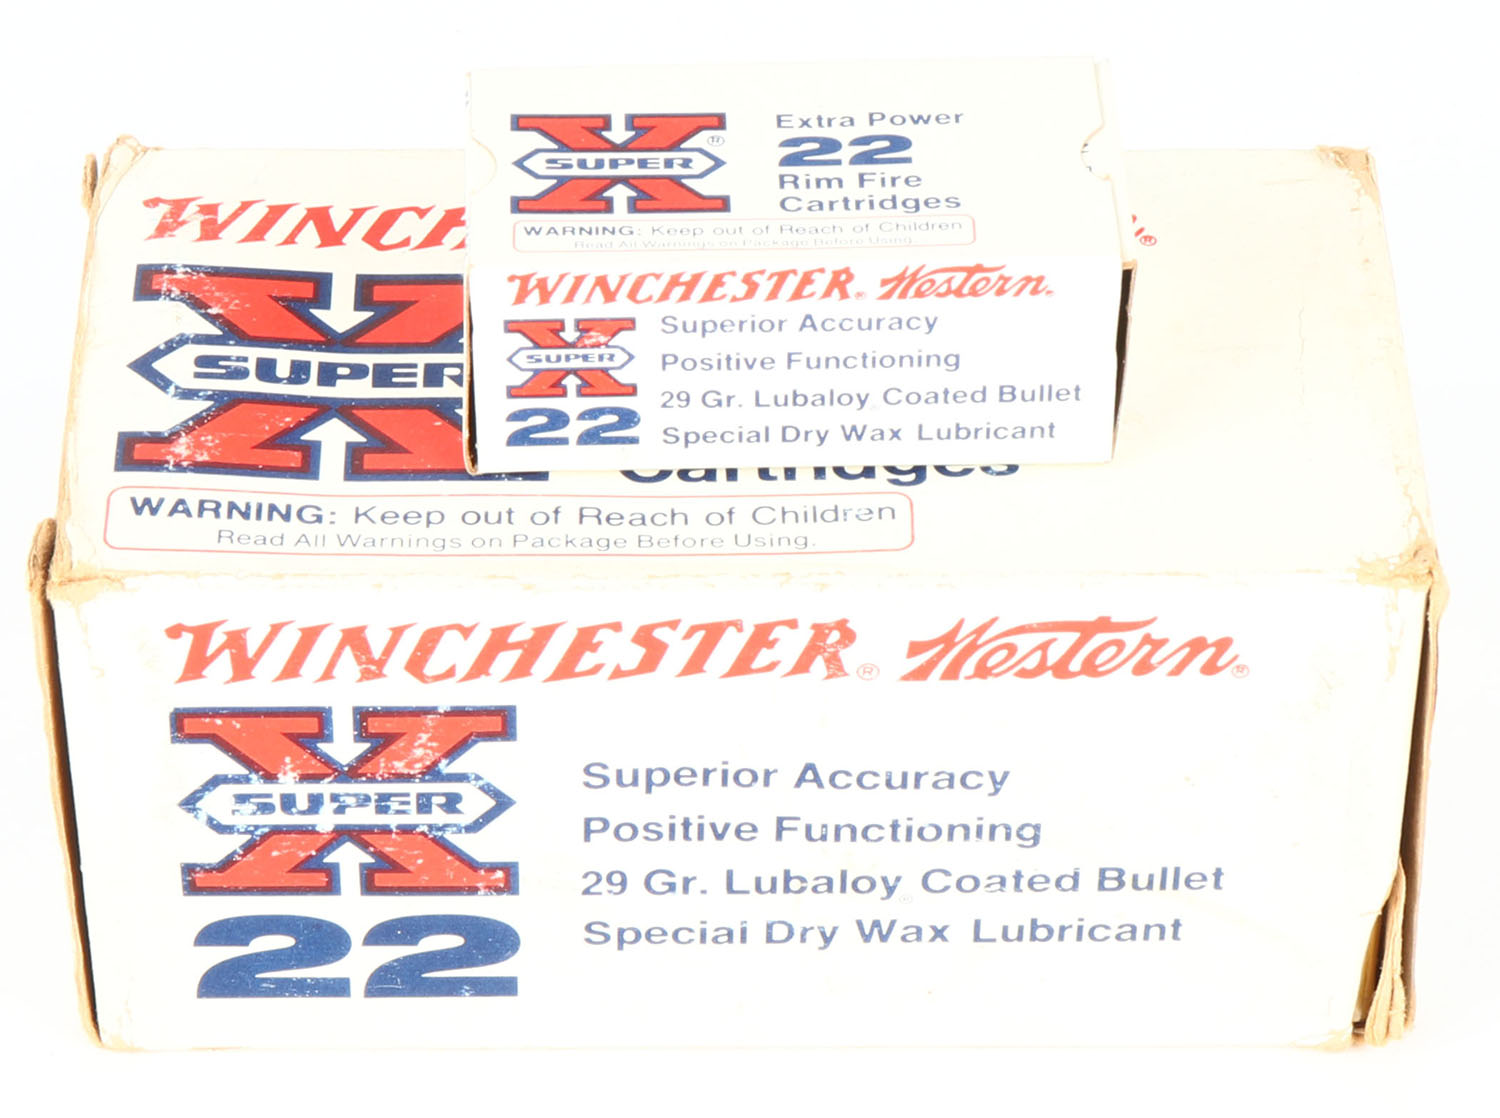 X SUPER ®
Extra Power
22
Rim Fire
Cartridges
WARNING: Keep out of Reach of Children
Read All Warnings on Package Before Using.
WINCHESTER® Western®
X SUPER
22
Superior Accuracy
Positive Functioning
29 Gr. Lubaloy® Coated Bullet
Special Dry Wax Lubricant
X SUPER
Cartridges
WARNING: Keep out of Reach of Children
Read All Warnings on Package Before Using.
WINCHESTER® Western®
X SUPER
22
Superior Accuracy
Positive Functioning
29 Gr. Lubaloy® Coated Bullet
Special Dry Wax Lubricant